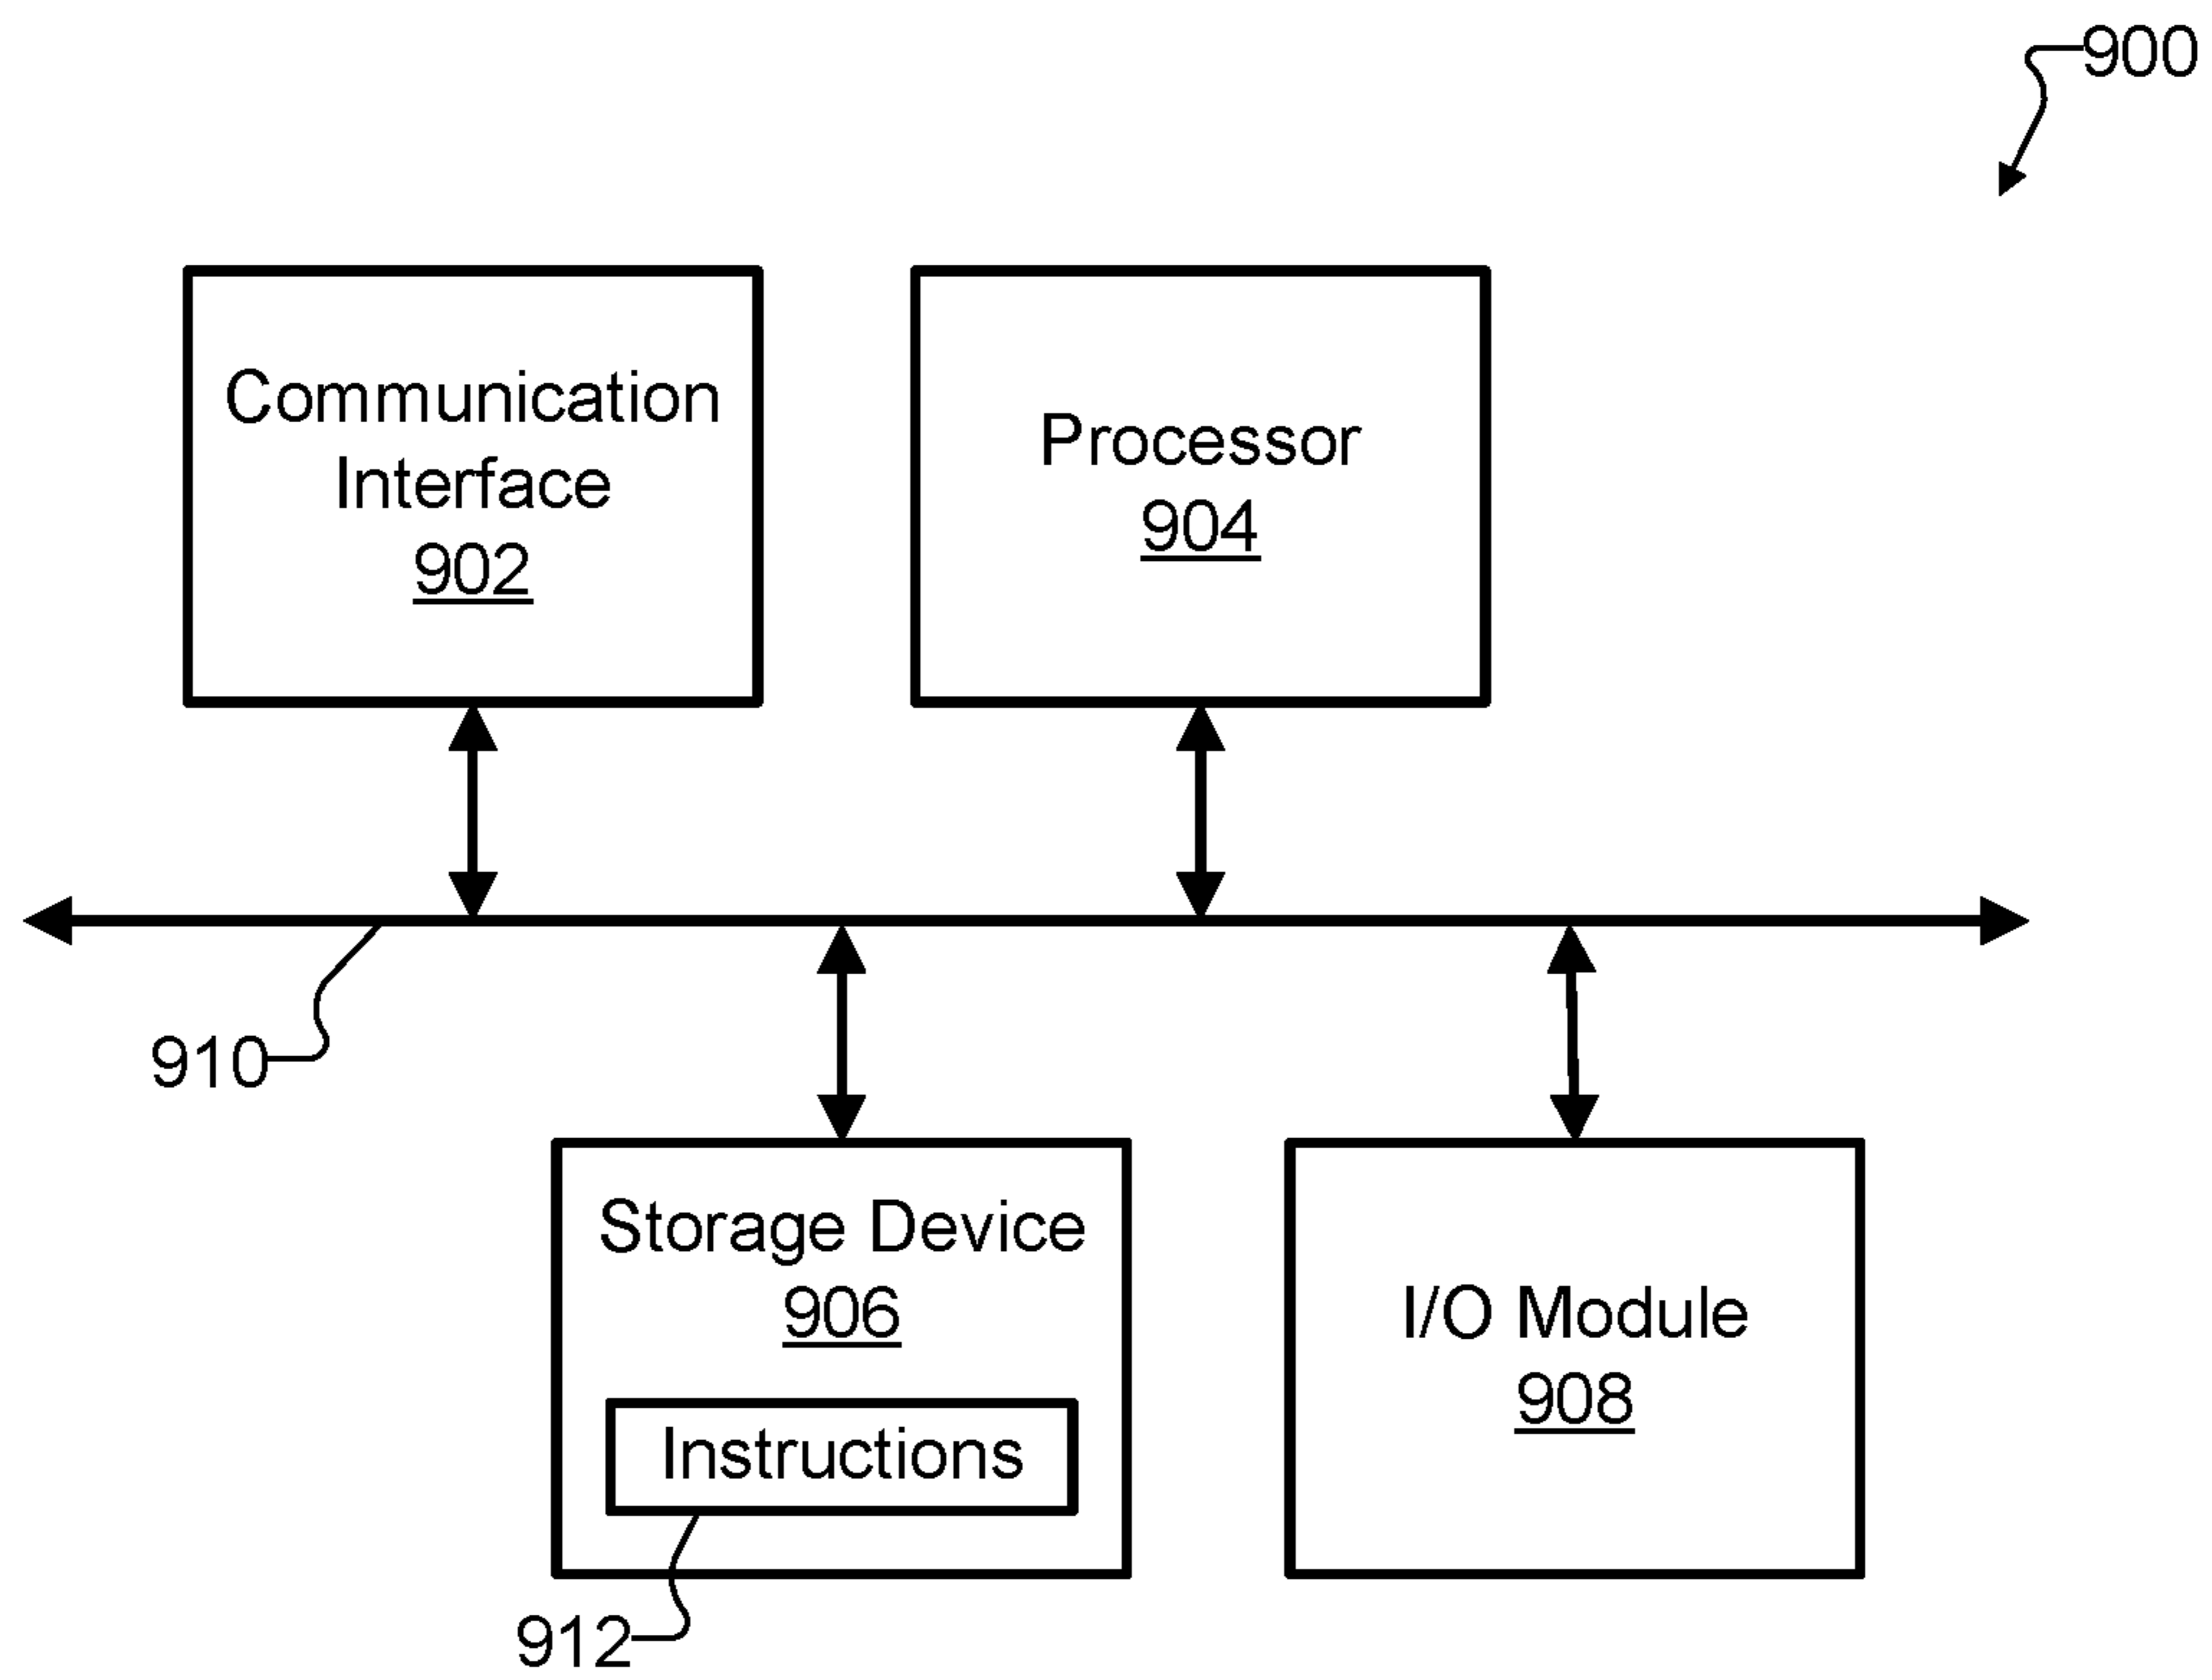 900
Communication
Interface
902
Processor
904
910
Storage Device
906
Instructions
912
I/O Module
908